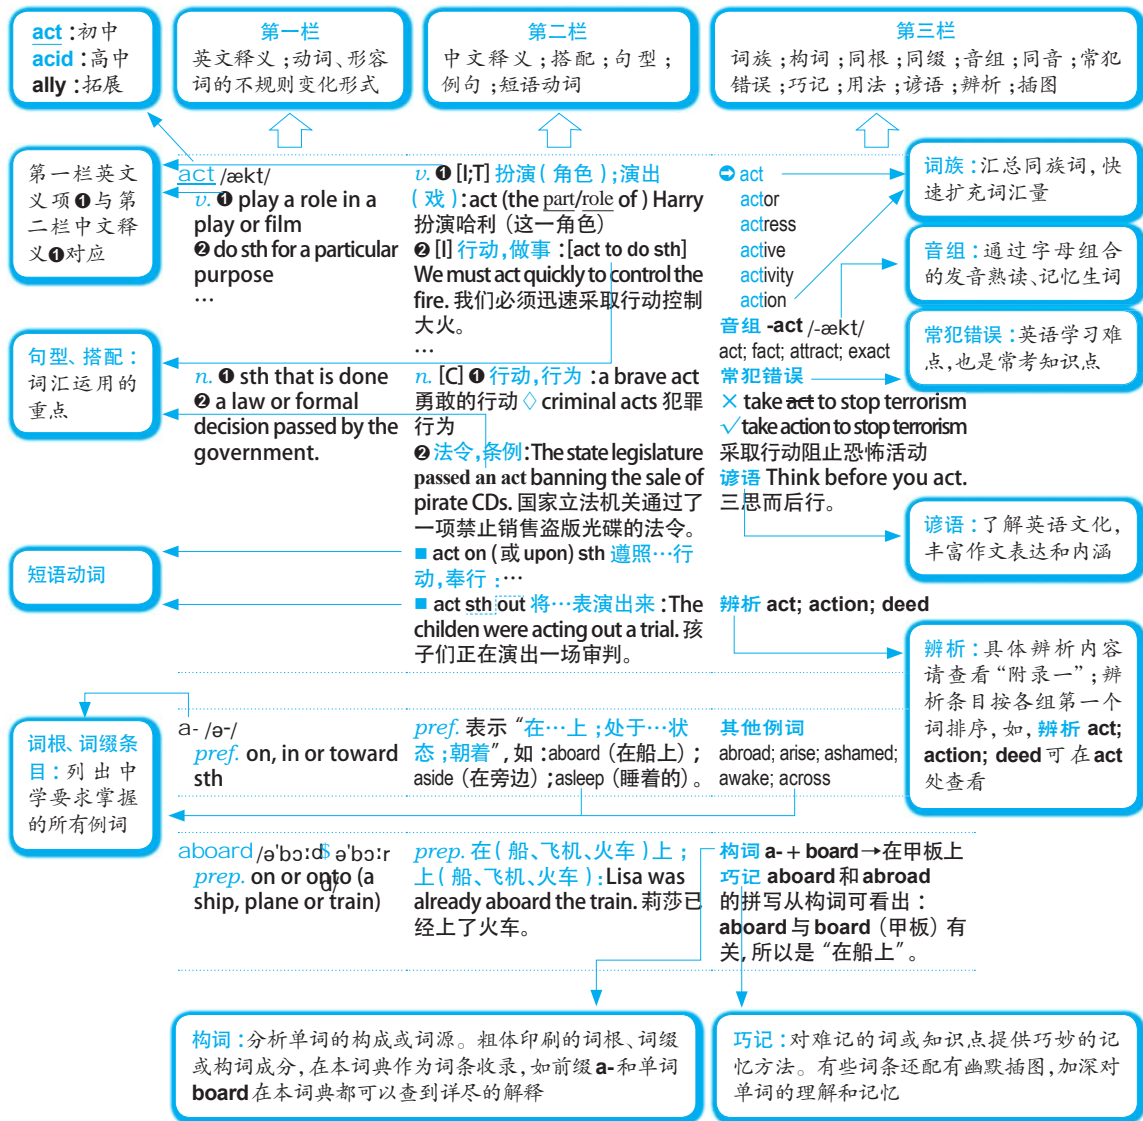 act :初中
acid :高中
ally :拓展
第一栏
英文释义;动词、形容
词的不规则变化形式
第二栏
中文释义;搭配;句型;
例句;短语动词
第三栏
词族;构词;同根;同缀;音组;同音;常犯
错误;巧记;用法;谚语;辨析;插图
第一栏英文
义项❶与第
二栏中文释
义❶对应
句型、搭配:
词汇运用的
重点
短语动词
词根、词缀条
目:列出中
学要求掌握
的所有例词
act /ækt/
v. ❶ play a role in a
play or film
❷ do sth for a particular
purpose
…
n. ❶ sth that is done
❷ a law or formal
decision passed by the
government.
v. ❶ [I;T] 扮演(角色);演出
(戏):act (the part/role of ) Harry
扮演哈利(这一角色)
❷ [I] 行动,做事:[act to do sth]
We must act quickly to control the
fire. 我们必须迅速采取行动控制
大火。
…
n. [C] ❶ 行动,行为:a brave act
勇敢的行动 ◇ criminal acts 犯罪
行为
❷ 法令,条例:The state legislature
passed an act banning the sale of
pirate CDs. 国家立法机关通过了
一项禁止销售盗版光碟的法令。
■ act on (或 upon) sth 遵照…行
动,奉行:…
■ act sth out 将…表演出来:The
childen were acting out a trial. 孩
子们正在演出一场审判。
➲ act
actor
actress
active
activity
action
音组 -act /-ækt/
act; fact; attract; exact
常犯错误
× take act to stop terrorism
√ take action to stop terrorism
采取行动阻止恐怖活动
谚语 Think before you act.
三思而后行。
辨析 act; action; deed
词族:汇总同族词,快
速扩充词汇量
音组:通过字母组合
的发音熟读、记忆生词
常犯错误:英语学习难
点,也是常考知识点
谚语:了解英语文化,
丰富作文表达和内涵
辨析:具体辨析内容
请查看“附录一”;辨
析条目按各组第一个
词排序,如,辨析 act;
action; deed 可在 act
处查看
a- /ə-/
pref. on, in or toward
sth
pref. 表示“在…上;处于…状
态;朝着”,如:aboard(在船上);
aside(在旁边);asleep(睡着的)。
其他例词
abroad; arise; ashamed;
awake; across
aboard /ə'bɔːd $ ə'bɔːrd/
prep. on or onto (a
ship, plane or train)
prep. 在(船、飞机、火车)上;
上(船、飞机、火车):Lisa was
already aboard the train. 莉莎已
经上了火车。
构词 a- + board →在甲板上
巧记 aboard 和 abroad
的拼写从构词可看出:
aboard 与 board(甲板)有
关,所以是“在船上”。
构词:分析单词的构成或词源。粗体印刷的词根、词缀
或构词成分,在本词典作为词条收录,如前缀 a- 和单词
board 在本词典都可以查到详尽的解释
巧记:对难记的词或知识点提供巧妙的记
忆方法。有些词条还配有幽默插图,加深对
单词的理解和记忆